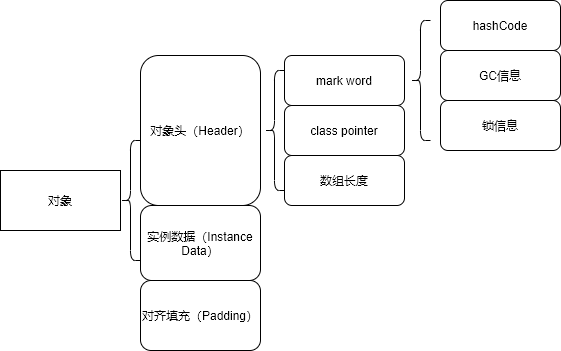 对象
对象头（Header）
实例数据（Instance
Data）
对齐填充（Padding）
mark word
class pointer
数组长度
hashCode
GC信息
锁信息